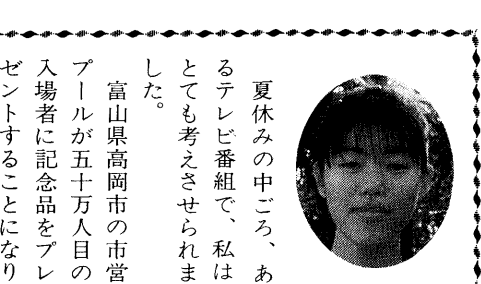 夏休みの中ごろ、あ
るテレビ番組で、私は
とても考えさせられま
した。
富山県高岡市の市営
プールが五十万人目の
入場者に記念品をプレ
ゼントすることになり